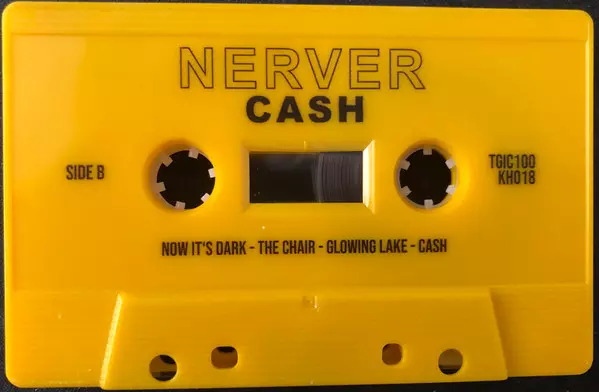 NERVER
CASH
SIDE B
TGIC100
KH018
NOW IT'S DARK - THE CHAIR - GLOWING LAKE - CASH